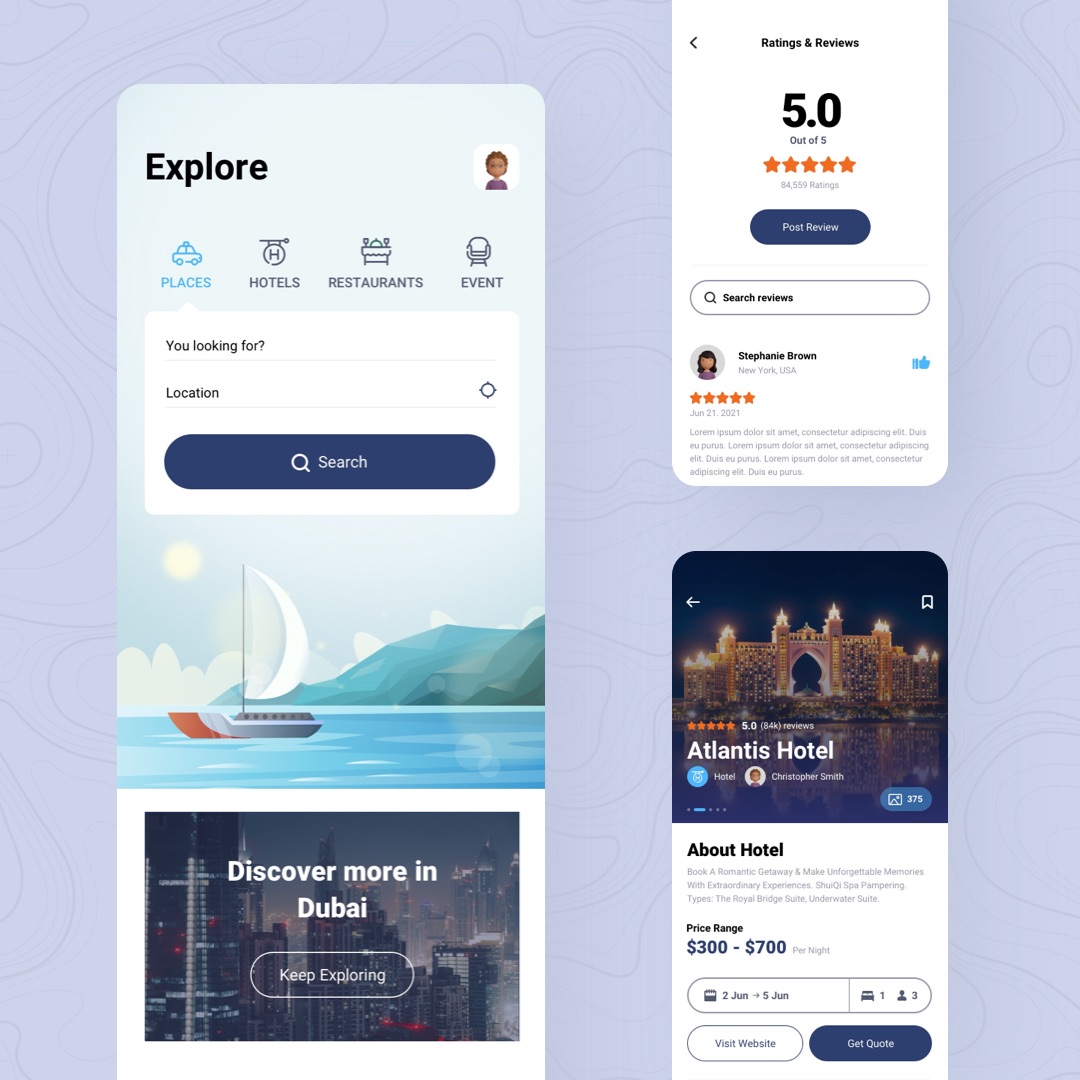 Explore
PLACES
HOTELS
RESTAURANTS
EVENT
You looking for?
Location
Search
Discover more in
Dubai
Keep Exploring
Ratings & Reviews
5.0
Out of 5
84,559 Ratings
Post Review
Search reviews
Stephanie Brown
New York, USA
Jun 21. 2021
Lorem ipsum dolor sit amet, consectetur adipiscing elit. Duis
eu purus. Lorem ipsum dolor sit amet, consectetur adipiscing
elit. Duis eu purus. Lorem ipsum dolor sit amet, consectetur
adipiscing elit. Duis eu purus.
5.0 (84k) reviews
Atlantis Hotel
Hotel Christopher Smith
375
About Hotel
Book A Romantic Getaway & Make Unforgettable Memories
With Extraordinary Experiences. ShuiQi Spa Pampering.
Types: The Royal Bridge Suite, Underwater Suite.
Price Range
$300 - $700 Per Night
2 Jun → 5 Jun 1 3
Visit Website
Get Quote